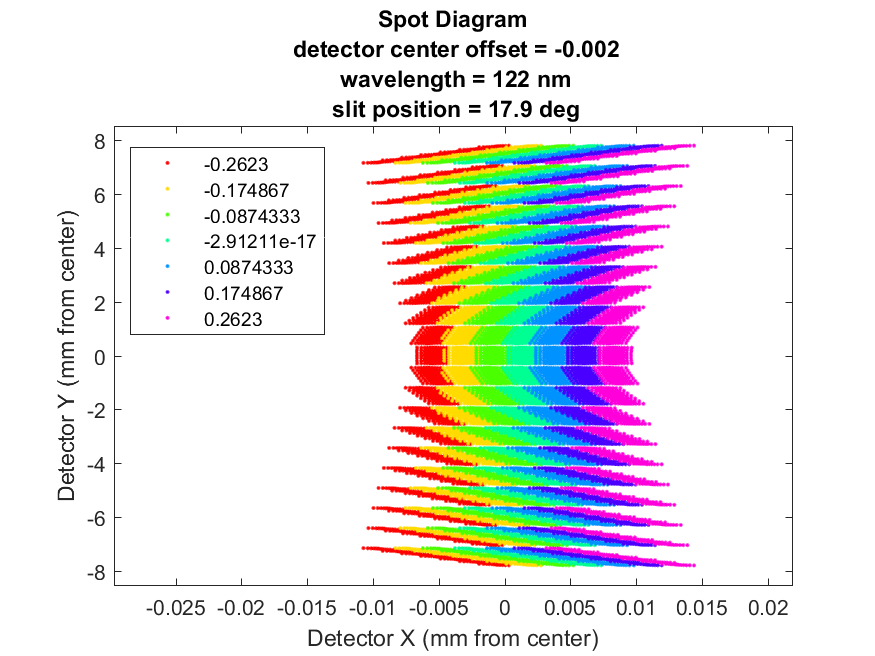 Spot Diagram
detector center offset = -0.002
wavelength = 122 nm
slit position = 17.9 deg
-0.2623
-0.174867
-0.0874333
-2.91211e-17
0.0874333
0.174867
0.2623
8
6
4
2
0
-2
-4
-6
-8
Detector Y (mm from center)
-0.025 -0.02 -0.015 -0.01 -0.005 0 0.005 0.01 0.015 0.02
Detector X (mm from center)